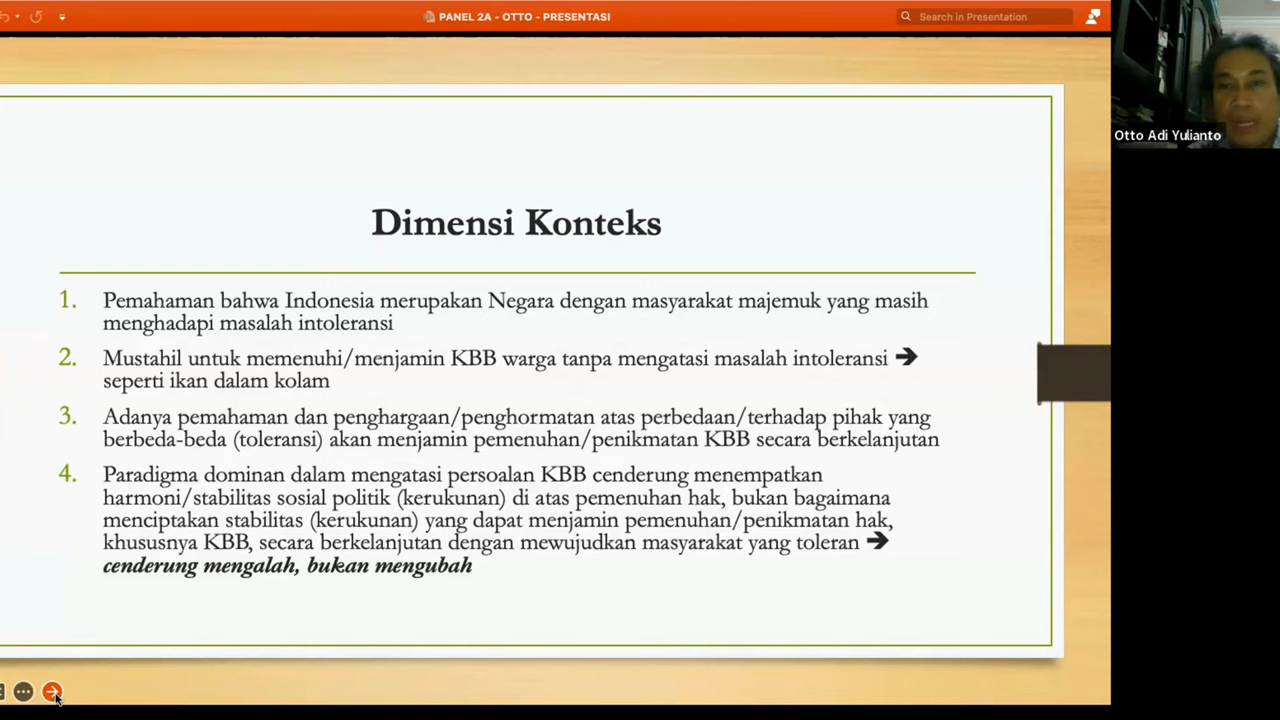 PANEL 2A - OTTO - PRESENTASI
Search in Presentation
Otto Adi Yulianto
Dimensi Konteks
1. Pemahaman bahwa Indonesia merupakan Negara dengan masyarakat majemuk yang masih
menghadapi masalah intoleransi
2. Mustahil untuk memenuhi/menjamin KBB warga tanpa mengatasi masalah intoleransi ➔
seperti ikan dalam kolam
3. Adanya pemahaman dan penghargaan/penghormatan atas perbedaan/terhadap pihak yang
berbeda-beda (toleransi) akan menjamin pemenuhan/penikmatan KBB secara berkelanjutan
4. Paradigma dominan dalam mengatasi persoalan KBB cenderung menempatkan
harmoni/stabilitas sosial politik (kerukunan) di atas pemenuhan hak, bukan bagaimana
menciptakan stabilitas (kerukunan) yang dapat menjamin pemenuhan/penikmatan hak,
khususnya KBB, secara berkelanjutan dengan mewujudkan masyarakat yang toleran ➔
cenderung mengalah, bukan mengubah